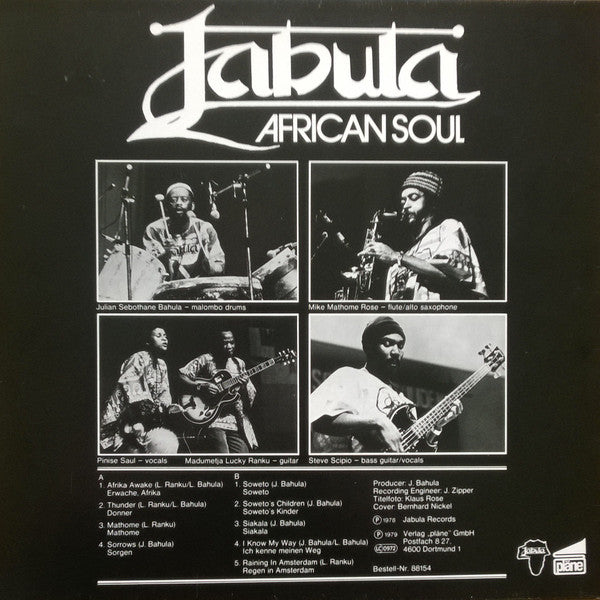 Jabula
AFRICAN SOUL
Julian Sebothane Bahula – malombo drums
Mike Mathome Rose – flute/alto saxophone
Pinise Saul – vocals
Madumetja Lucky Ranku – guitar
Steve Scipio – bass guitar/vocals
A
1. Afrika Awake (L. Ranku/L. Bahula)
Erwache, Afrika
2. Thunder (L. Ranku/L. Bahula)
Donner
3. Mathome (L. Ranku)
Mathome
4. Sorrows (J. Bahula)
Sorgen
B
1. Soweto (J. Bahula)
Soweto
2. Soweto's Children (J. Bahula)
Soweto's Kinder
3. Siakala (J. Bahula)
Siakala
4. I Know My Way (J. Bahula/L. Bahula)
Ich kenne meinen Weg
5. Raining In Amsterdam (L. Ranku)
Regen in Amsterdam
Producer: J. Bahula
Recording Engineer: J. Zipper
Titelfoto: Klaus Rose
Cover: Bernhard Nickel
Ⓟ 1978 Jabula Records
Ⓟ 1979 Verlag „pläne" GmbH
LC 0972 Postfach 8 27,
4600 Dortmund 1
Bestell-Nr. 88154
Jabula
pläne